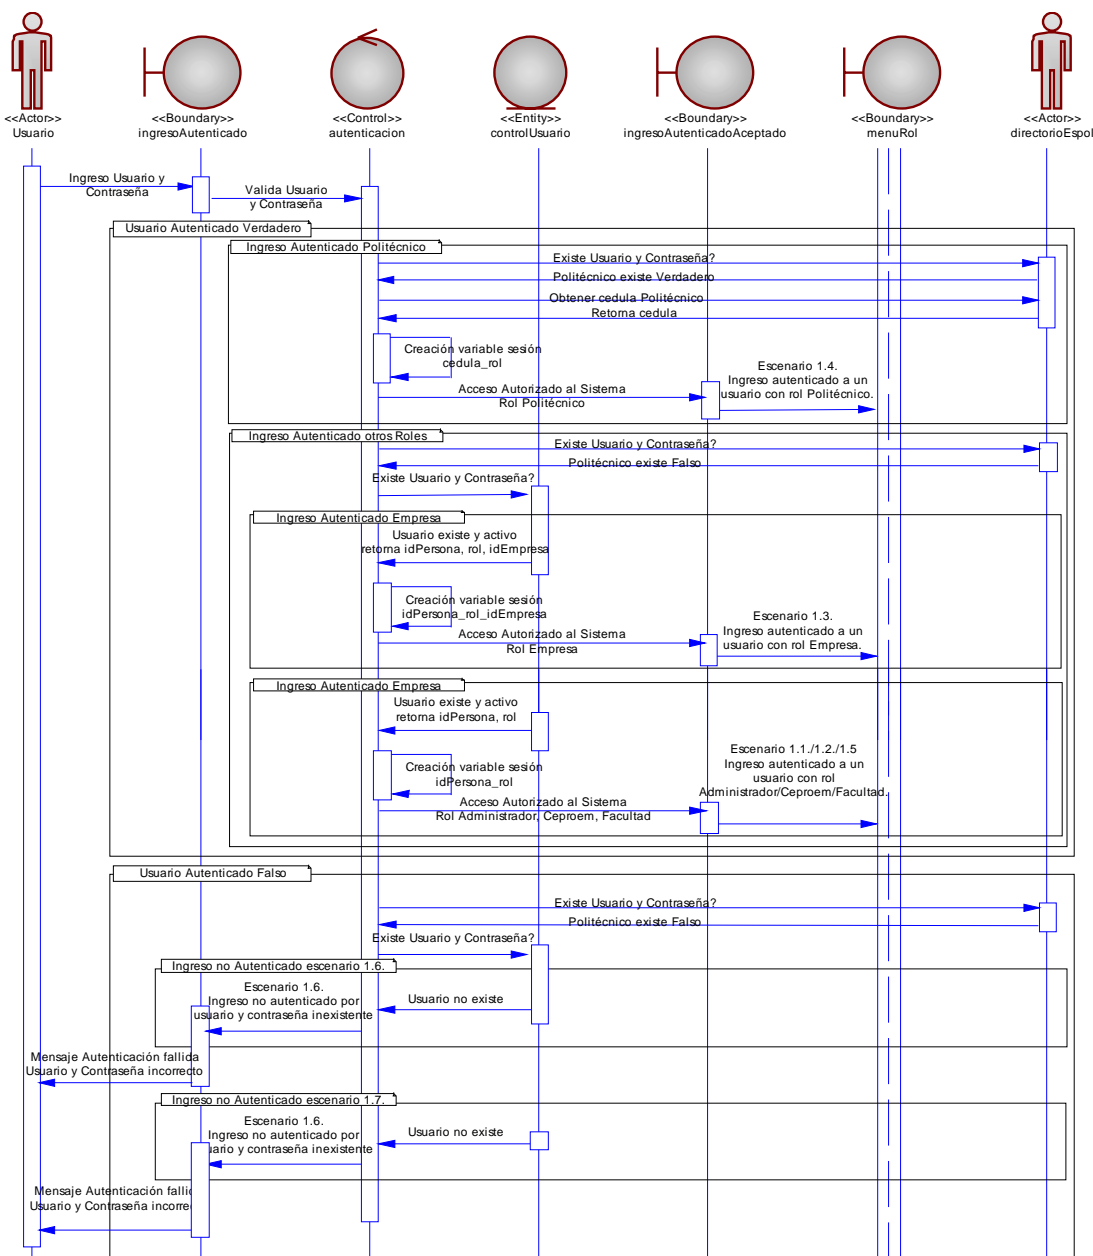 <<Actor>>
Usuario
<<Boundary>>
ingresoAutenticado
<<Control>>
autenticacion
<<Entity>>
controlUsuario
<<Boundary>>
ingresoAutenticadoAceptado
<<Boundary>>
menuRol
<<Actor>>
directorioEspol
Ingreso Usuario y
Contraseña
Valida Usuario
y Contraseña
Usuario Autenticado Verdadero
Ingreso Autenticado Politécnico
Existe Usuario y Contraseña?
Politécnico existe Verdadero
Obtener cedula Politécnico
Retorna cedula
Creación variable sesión
cedula_rol
Acceso Autorizado al Sistema
Rol Politécnico
Escenario 1.4.
Ingreso autenticado a un
usuario con rol Politécnico.
Ingreso Autenticado otros Roles
Existe Usuario y Contraseña?
Politécnico existe Falso
Existe Usuario y Contraseña?
Ingreso Autenticado Empresa
Usuario existe y activo
retorna idPersona, rol, idEmpresa
Creación variable sesión
idPersona_rol_idEmpresa
Acceso Autorizado al Sistema
Rol Empresa
Escenario 1.3.
Ingreso autenticado a un
usuario con rol Empresa.
Ingreso Autenticado Empresa
Usuario existe y activo
retorna idPersona, rol
Creación variable sesión
idPersona_rol
Acceso Autorizado al Sistema
Rol Administrador, Ceproem, Facultad
Escenario 1.1./1.2./1.5
Ingreso autenticado a un
usuario con rol
Administrador/Ceproem/Facultad.
Usuario Autenticado Falso
Existe Usuario y Contraseña?
Politécnico existe Falso
Existe Usuario y Contraseña?
Ingreso no Autenticado escenario 1.6.
Escenario 1.6.
Ingreso no autenticado por
usuario y contraseña inexistente
Usuario no existe
Mensaje Autenticación fallida
Usuario y Contraseña incorrecto
Ingreso no Autenticado escenario 1.7.
Escenario 1.6.
Ingreso no autenticado por
uario y contraseña inexistente
Usuario no existe
Mensaje Autenticación fallid
Usuario y Contraseña incorre